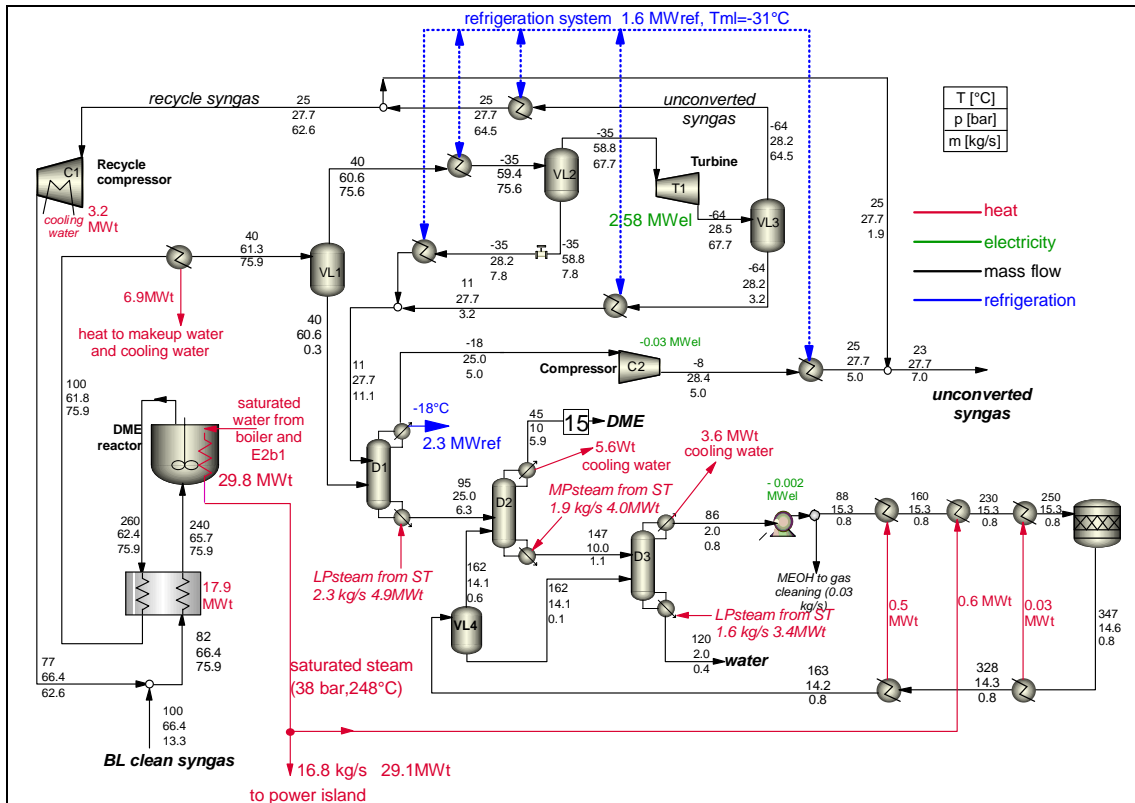 refrigeration system 1.6 MWref, Tml=-31°C
recycle syngas
25
27.7
62.6
25
27.7
64.5
unconverted
syngas
-64
28.2
64.5
T [°C]
p [bar]
m [kg/s]
C1
Recycle
compressor
cooling
water
3.2
MWt
40
60.6
75.6
-35
59.4
75.6
VL2
-35
58.8
67.7
Turbine
T1
2.58 MWel
-64
28.5
67.7
VL3
25
27.7
1.9
heat
electricity
mass flow
refrigeration
40
61.3
75.9
VL1
6.9MWt
heat to makeup water
and cooling water
-35
28.2
7.8
-35
58.8
7.8
-64
28.2
3.2
11
27.7
3.2
40
60.6
0.3
-18
25.0
5.0
Compressor
C2
-0.03 MWel
-8
28.4
5.0
25
27.7
5.0
23
27.7
7.0
unconverted
syngas
11
27.7
11.1
100
61.8
75.9
DME
reactor
saturated
water from
boiler and
E2b1
29.8 MWt
-18°C
2.3 MWref
D1
45
10
5.9
15
DME
5.6Wt
cooling water
3.6 MWt
cooling water
95
25.0
6.3
D2
MPsteam from ST
1.9 kg/s 4.0MWt
LPsteam from ST
2.3 kg/s 4.9MWt
147
10.0
1.1
D3
86
2.0
0.8
- 0.002
MWel
88
15.3
0.8
160
15.3
0.8
230
15.3
0.8
250
15.3
0.8
MEOH to gas
cleaning (0.03
kg/s)
0.5
MWt
0.6 MWt
0.03
MWt
347
14.6
0.8
260
62.4
75.9
240
65.7
75.9
17.9
MWt
82
66.4
75.9
162
14.1
0.6
162
14.1
0.1
VL4
LPsteam from ST
1.6 kg/s 3.4MWt
120
2.0
0.4
water
163
14.2
0.8
328
14.3
0.8
77
66.4
62.6
saturated steam
(38 bar,248°C)
100
66.4
13.3
BL clean syngas
16.8 kg/s 29.1MWt
to power island